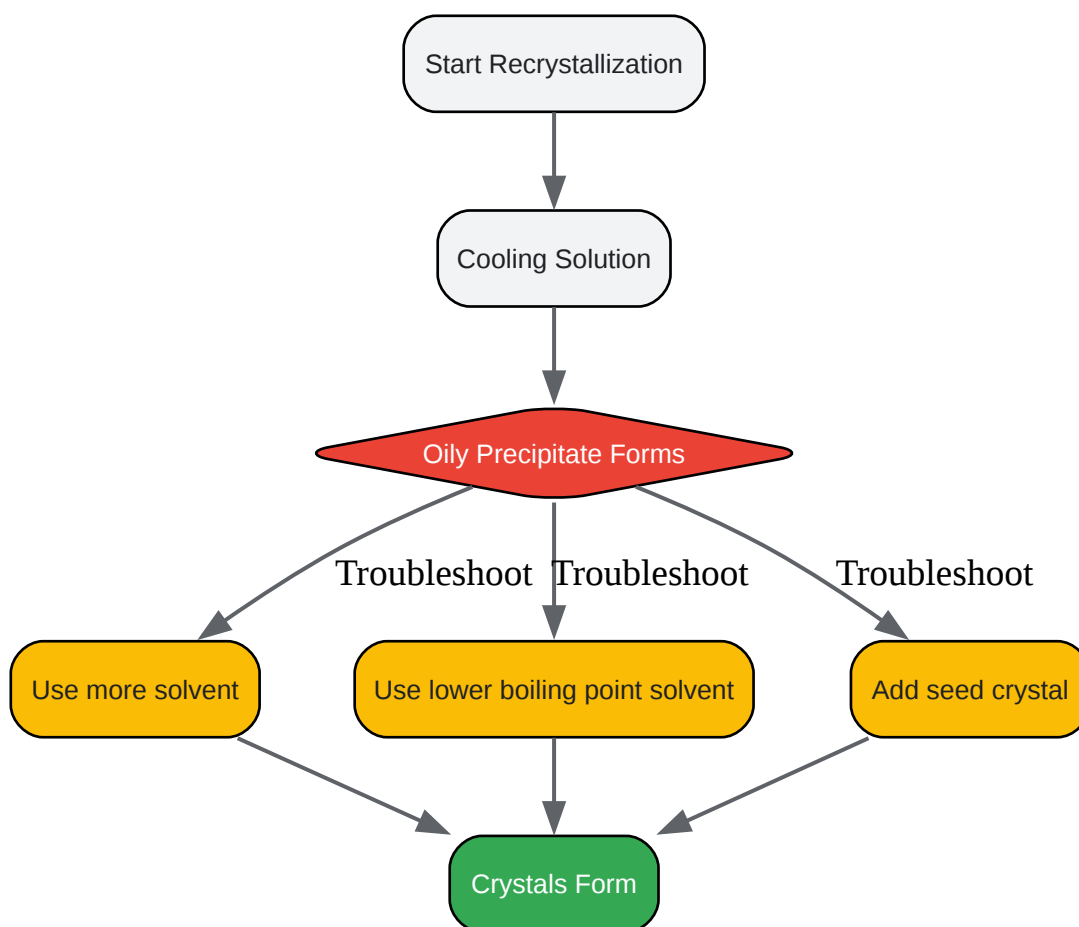 Start Recrystallization
Cooling Solution
Oily Precipitate Forms
Troubleshoot
Troubleshoot
Troubleshoot
Use more solvent
Use lower boiling point solvent
Add seed crystal
Crystals Form